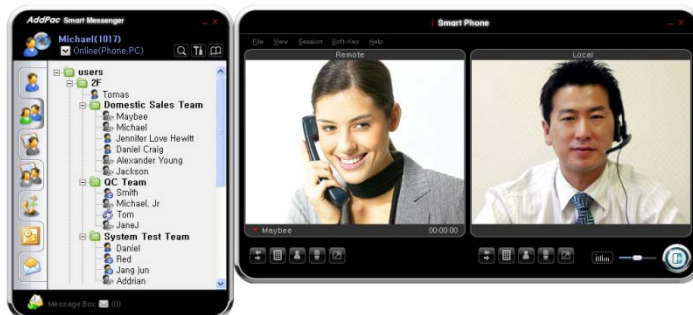 AddPac Smart Messenger
Michael(1017)
Online(Phone,PC)
users
2F
Tomas
Domestic Sales Team
Maybee
Michael
Jennifer Love Hewitt
Daniel Craig
Alexander Young
Jackson
QC Team
Smith
Michael, Jr
Tom
JaneJ
System Test Team
Daniel
Red
Jang jun
Addrian
Message Box (0)
Smart Phone
File View Session Soft-Key Help
Remote
Local
Maybee 00:00:00